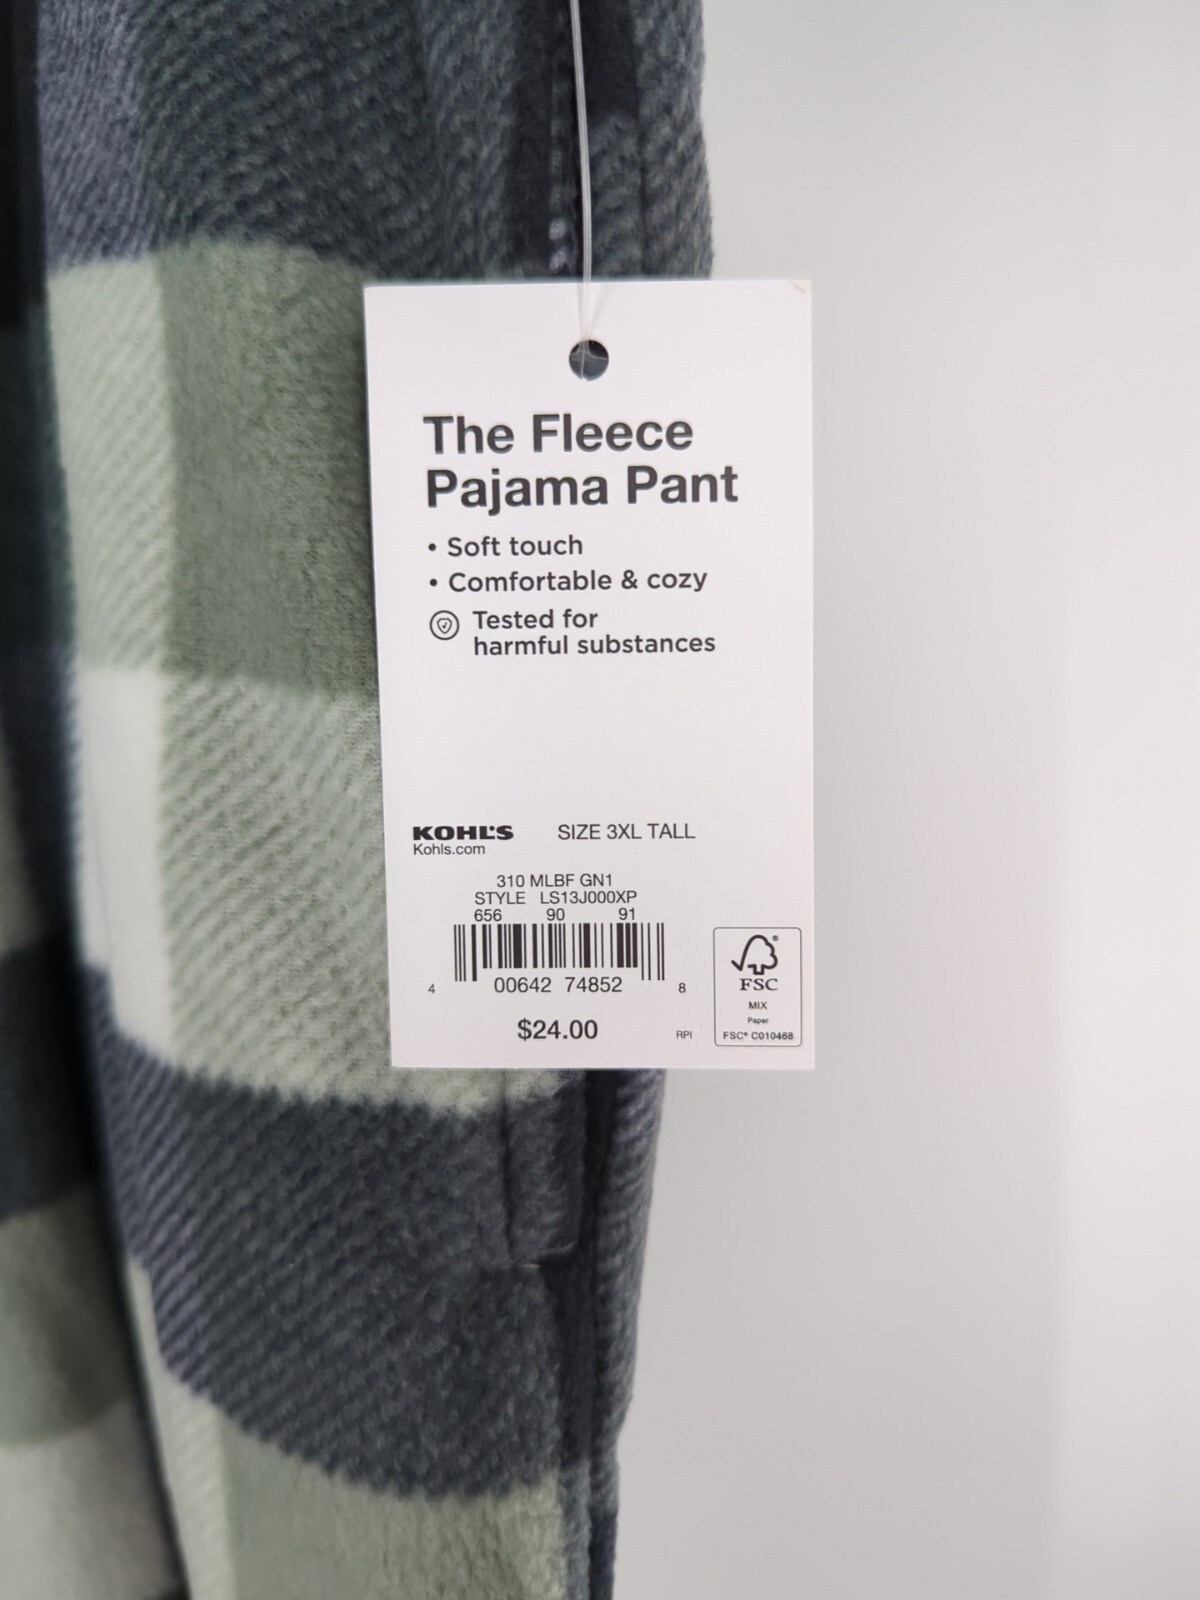 The Fleece
Pajama Pant
• Soft touch
• Comfortable & cozy
Tested for
harmful substances
KOHL'S SIZE 3XL TALL
Kohls.com
310 MLBF GN1
STYLE LS13J000XP
656 90 91
4 00642 74852 8
$24.00 RPI
®
FSC
MIX
Paper
FSC® C010468